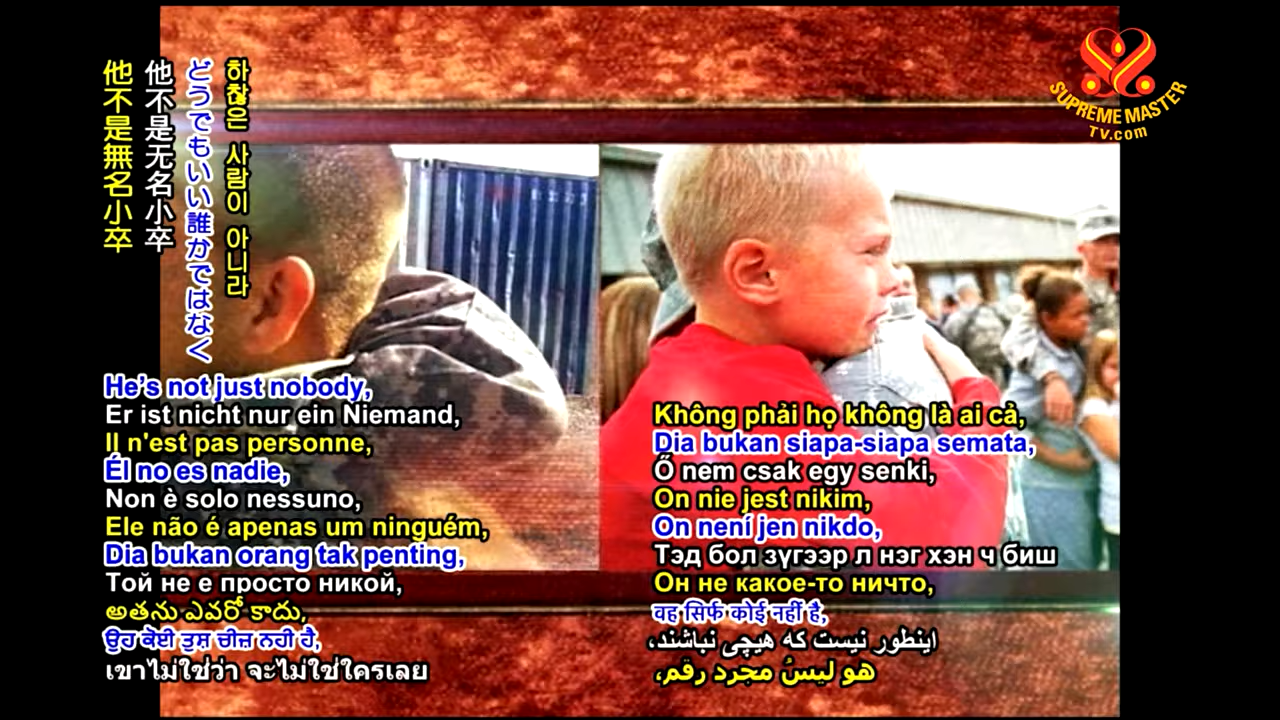 他不是無名小卒
他不是无名小卒
どうでもいい誰かではなく
하찮은 사람이 아니라
SUPREME MASTER
TV.com
He's not just nobody,
Er ist nicht nur ein Niemand,
Il n'est pas personne,
Él no es nadie,
Non è solo nessuno,
Ele não é apenas um ninguém,
Dia bukan orang tak penting,
Той не е просто никой,
అతను ఎవరో కాదు,
ਉਹ ਕੋਈ ਤੁਸ਼ ਚੀਜ਼ ਨਹੀ ਹੈ,
เขาไม่ใช่ว่า จะไม่ใช่ใครเลย
Không phải họ không là ai cả,
Dia bukan siapa-siapa semata,
Ő nem csak egy senki,
On nie jest nikim,
On není jen nikdo,
Тэд бол зүгээр л нэг хэн ч биш
Он не какое-то ничто,
वह सिर्फ कोई नहीं है,
اینطور نیست که هیچی نباشند،
هو ليسُ مجرد رقم،